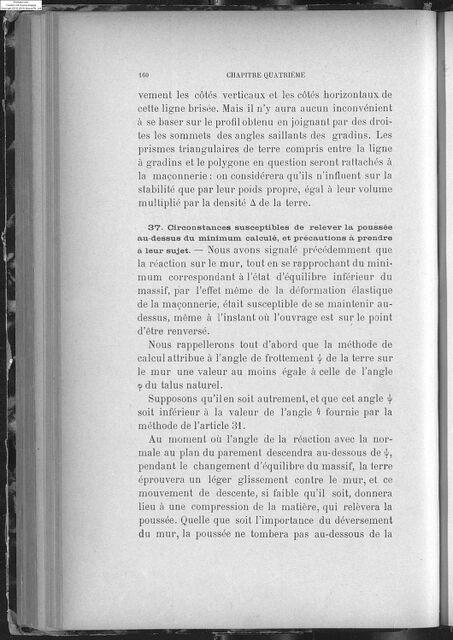 160 CHAPITRE QUATRIÈME
vement les côtés verticaux et les côtés horizontaux de
cette ligne brisée. Mais il n'y aura aucun inconvénient
à se baser sur le profil obtenu en joignant par des droi-
tes les sommets des angles saillants des gradins. Les
prismes triangulaires de terre compris entre la ligne
à gradins et le polygone en question seront rattachés à
la maçonnerie : on considérera qu'ils n'influent sur la
stabilité que par leur poids propre, égal à leur volume
multiplié par la densité Δ de la terre.
37. Circonstances susceptibles de relever la poussée
au-dessus du minimum calculé, et précautions à prendre
à leur sujet. — Nous avons signalé précédemment que
la réaction sur le mur, tout en se rapprochant du mini-
mum correspondant à l'état d'équilibre inférieur du
massif, par l'effet même de la déformation élastique
de la maçonnerie, était susceptible de se maintenir au-
dessus, même à l'instant où l'ouvrage est sur le point
d'être renversé.
Nous rappellerons tout d'abord que la méthode de
calcul attribue à l'angle de frottement ψ de la terre sur
le mur une valeur au moins égale à celle de l'angle
φ du talus naturel.
Supposons qu'il en soit autrement, et que cet angle ψ
soit inférieur à la valeur de l'angle θ fournie par la
méthode de l'article 31.
Au moment où l'angle de la réaction avec la nor-
male au plan du parement descendra au-dessous de ψ,
pendant le changement d'équilibre du massif, la terre
éprouvera un léger glissement contre le mur, et ce
mouvement de descente, si faible qu'il soit, donnera
lieu à une compression de la matière, qui relèvera la
poussée. Quelle que soit l'importance du déversement
du mur, la poussée ne tombera pas au-dessous de la